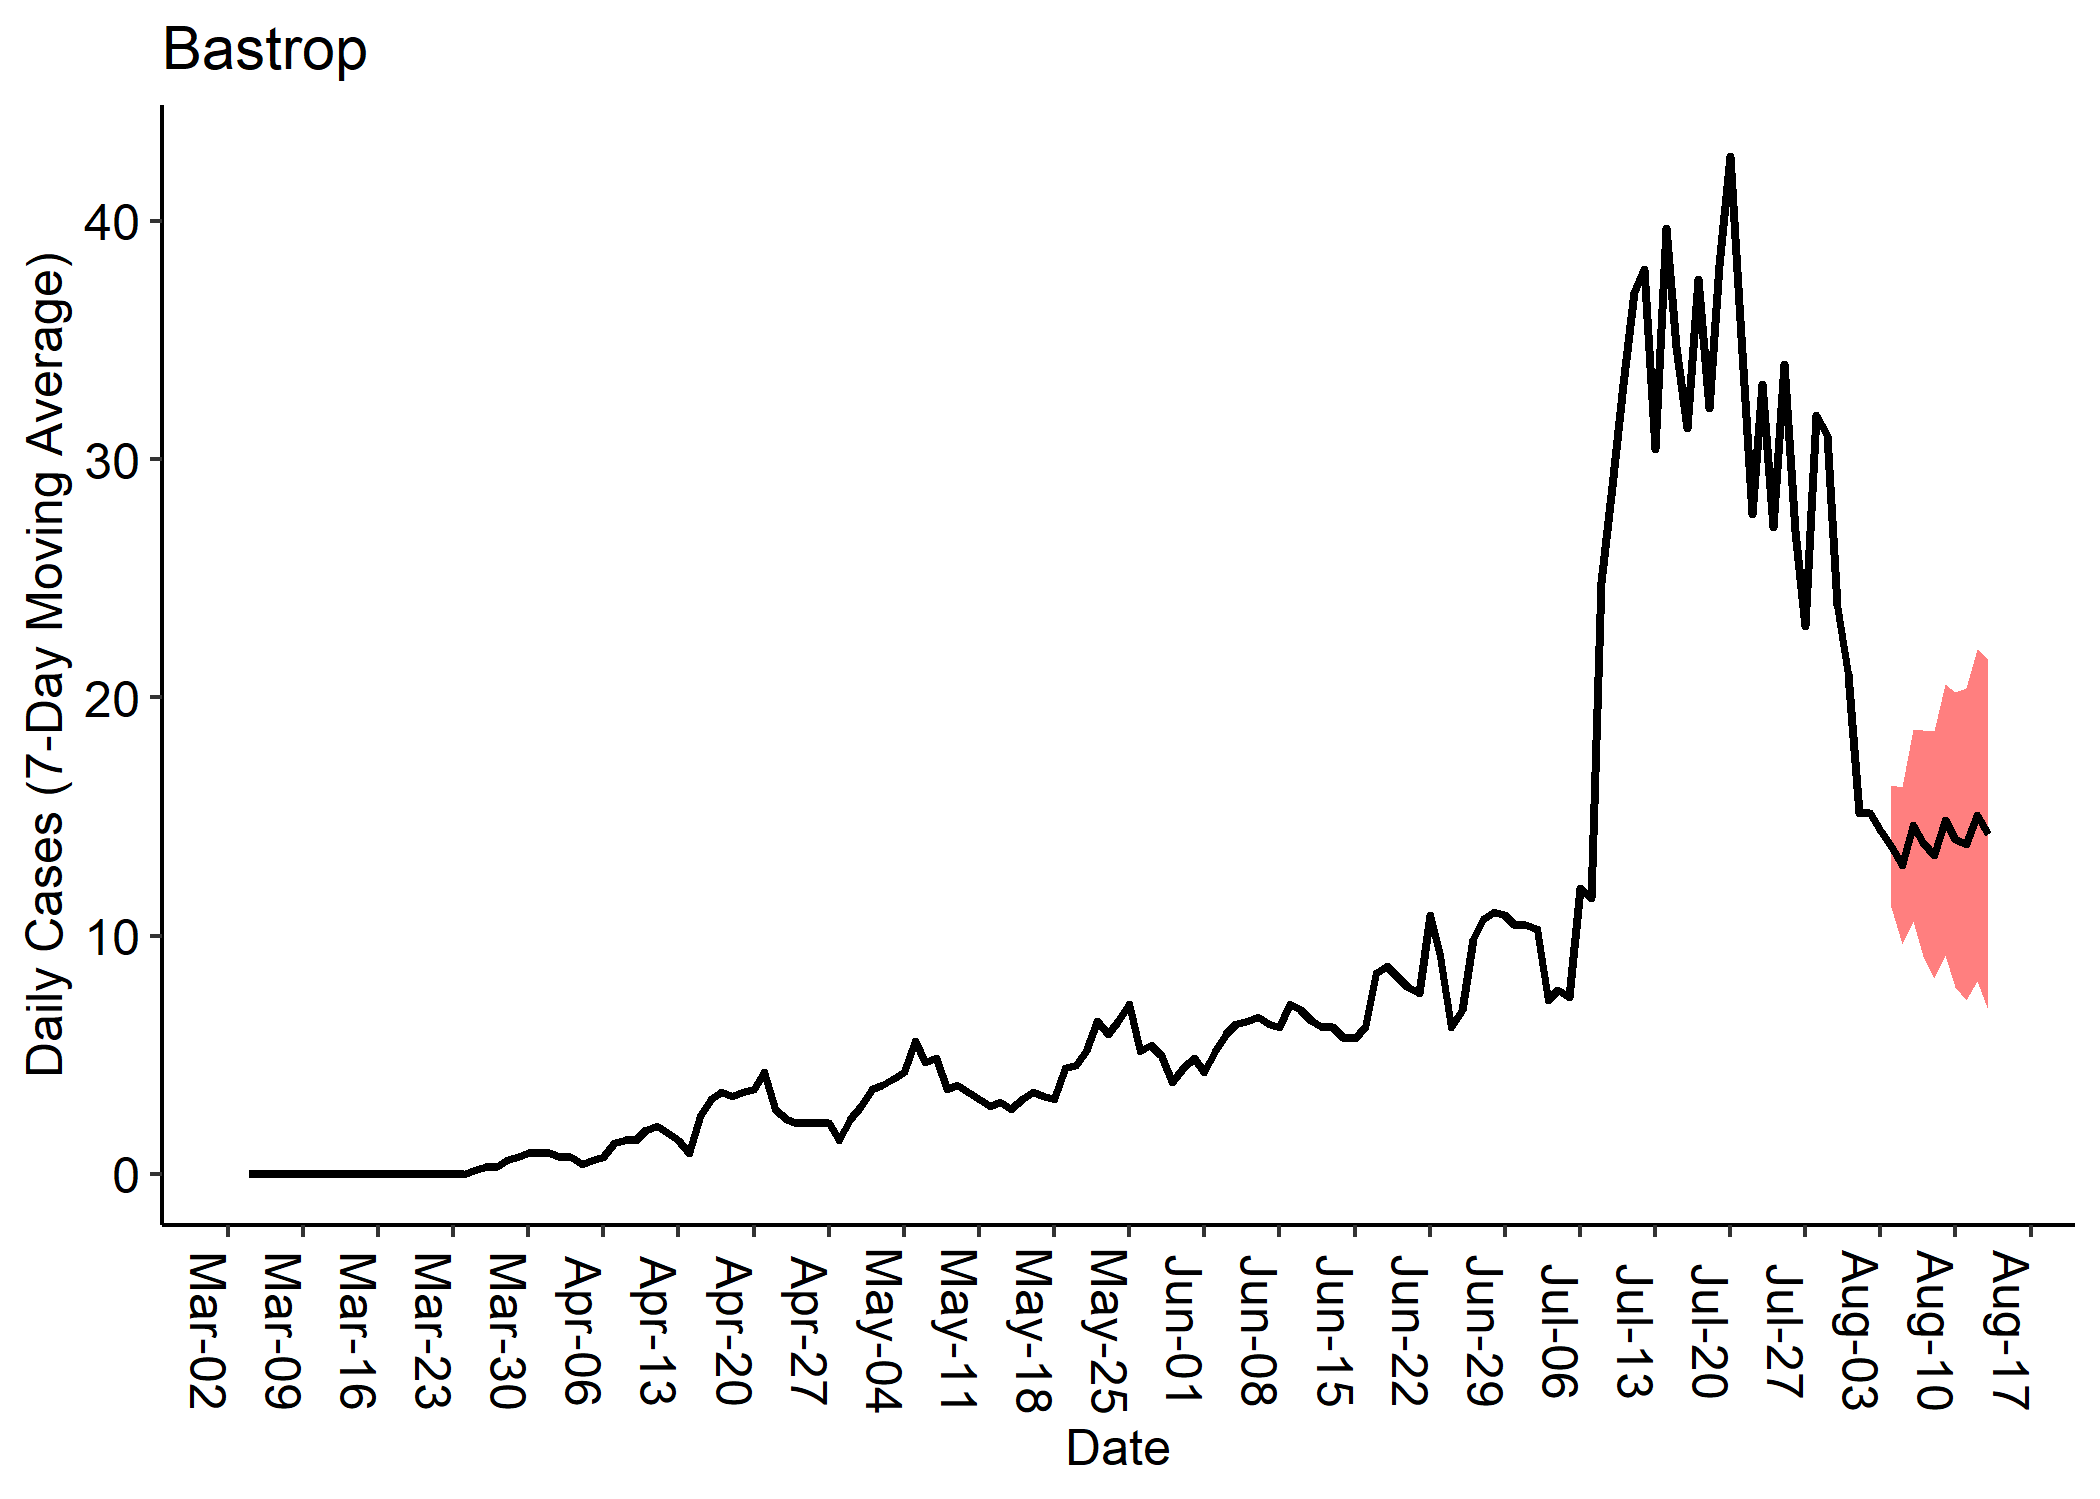 Bastrop
Daily Cases (7-Day Moving Average)
40
30
20
10
0
Mar-02
Mar-09
Mar-16
Mar-23
Mar-30
Apr-06
Apr-13
Apr-20
Apr-27
May-04
May-11
May-18
May-25
Jun-01
Jun-08
Jun-15
Jun-22
Jun-29
Jul-06
Jul-13
Jul-20
Jul-27
Aug-03
Aug-10
Aug-17
Date